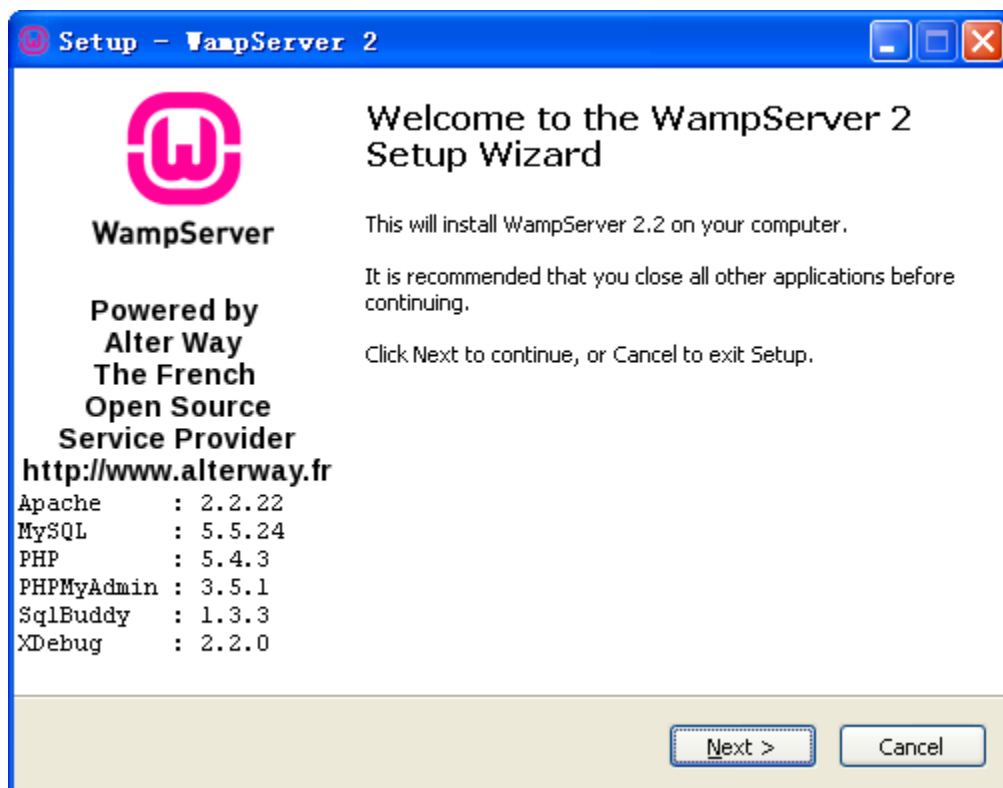 Setup - WampServer 2
WampServer
Powered by
Alter Way
The French
Open Source
Service Provider
http://www.alterway.fr
Apache : 2.2.22
MySQL : 5.5.24
PHP : 5.4.3
PHPMyAdmin : 3.5.1
SqlBuddy : 1.3.3
XDebug : 2.2.0
Welcome to the WampServer 2
Setup Wizard
This will install WampServer 2.2 on your computer.
It is recommended that you close all other applications before
continuing.
Click Next to continue, or Cancel to exit Setup.
Next >
Cancel